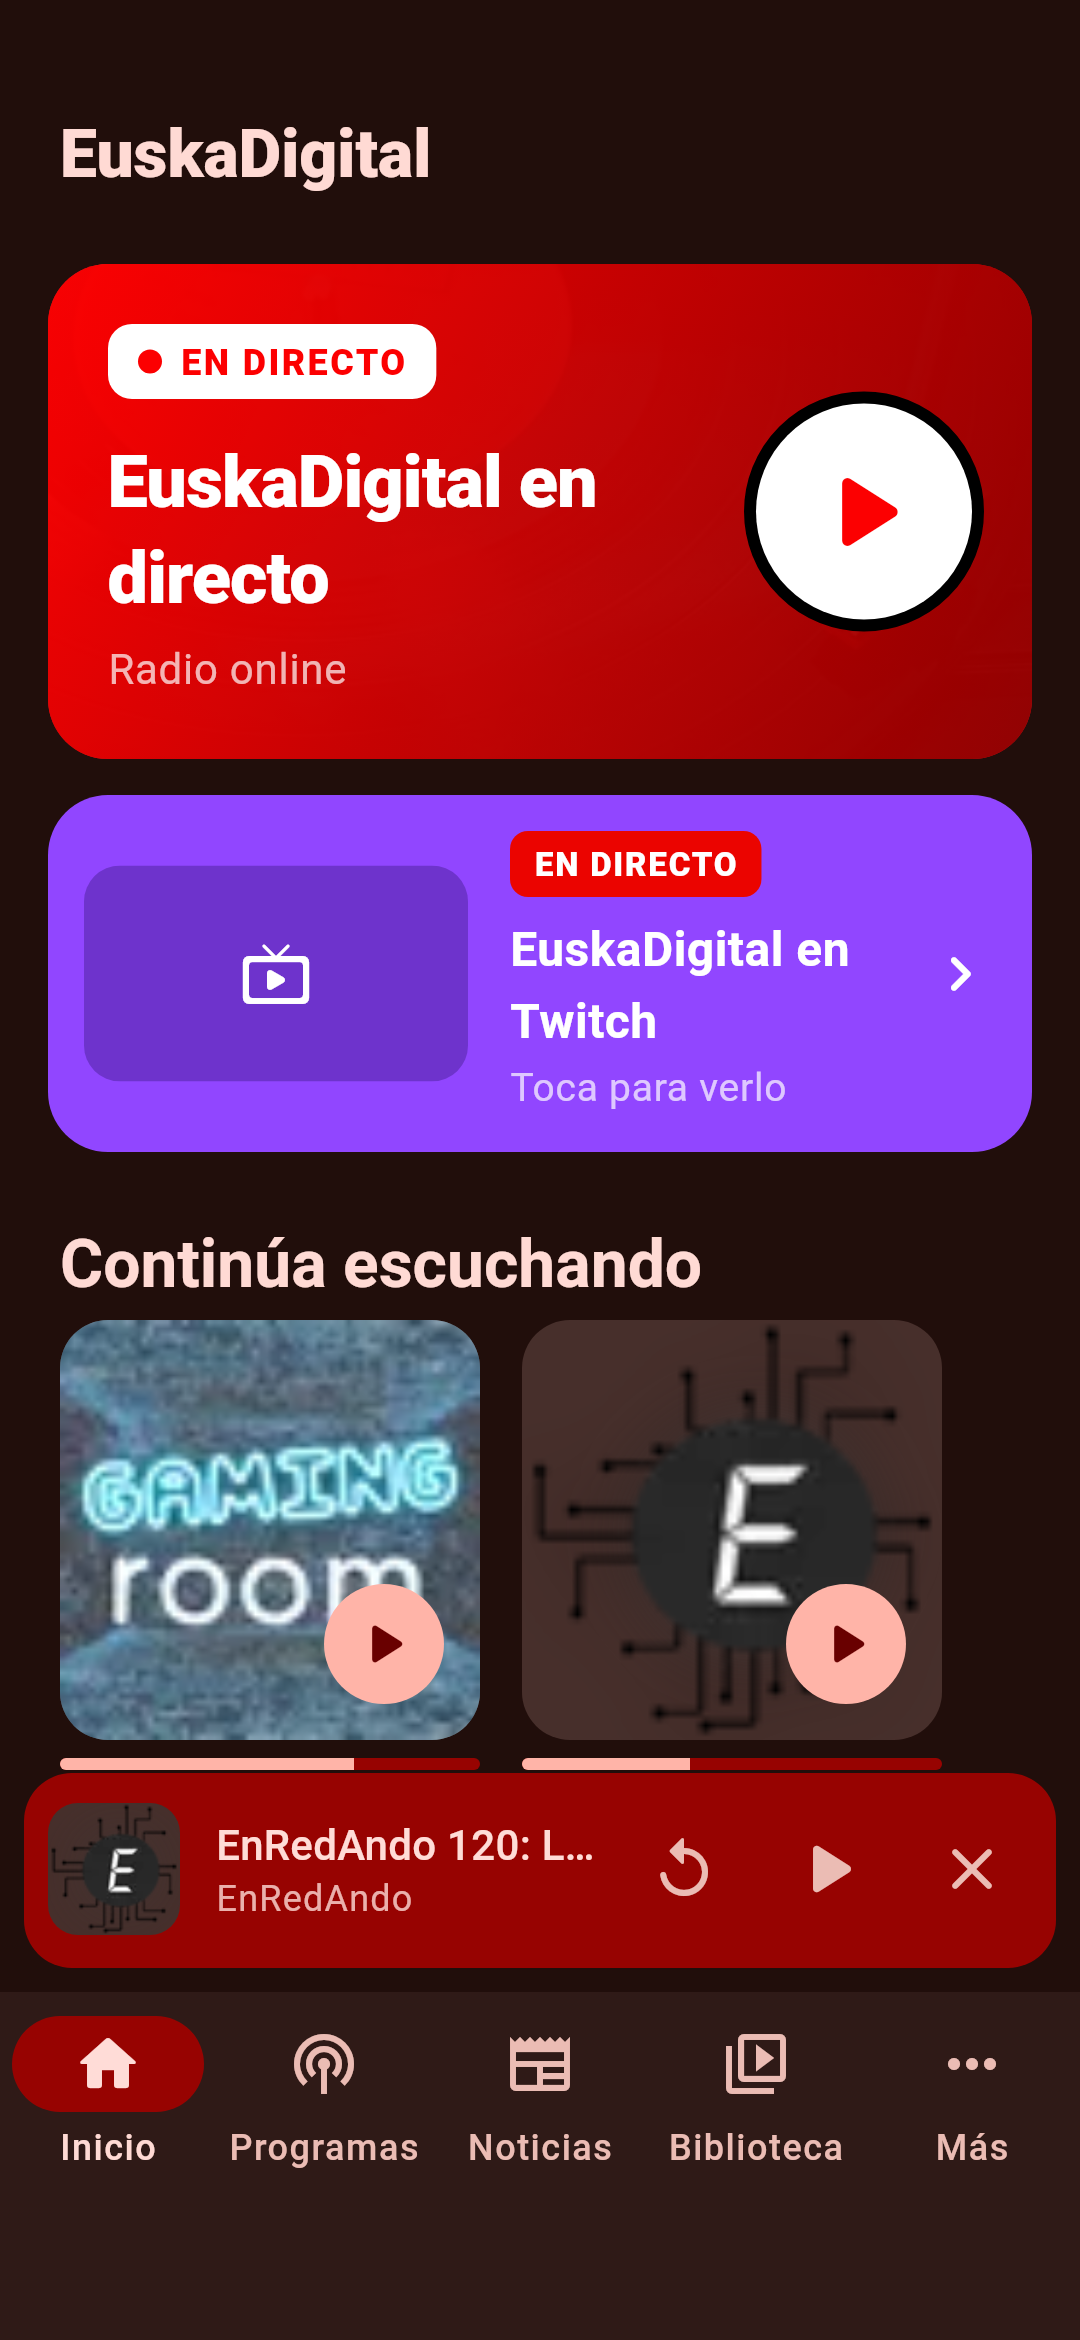 EuskaDigital
EN DIRECTO
EuskaDigital en
directo
Radio online
EN DIRECTO
EuskaDigital en
Twitch
Toca para verlo
Continúa escuchando
GAMING
room
E
E
EnRedAndo 120: L...
EnRedAndo
Inicio
Programas
Noticias
Biblioteca
Más